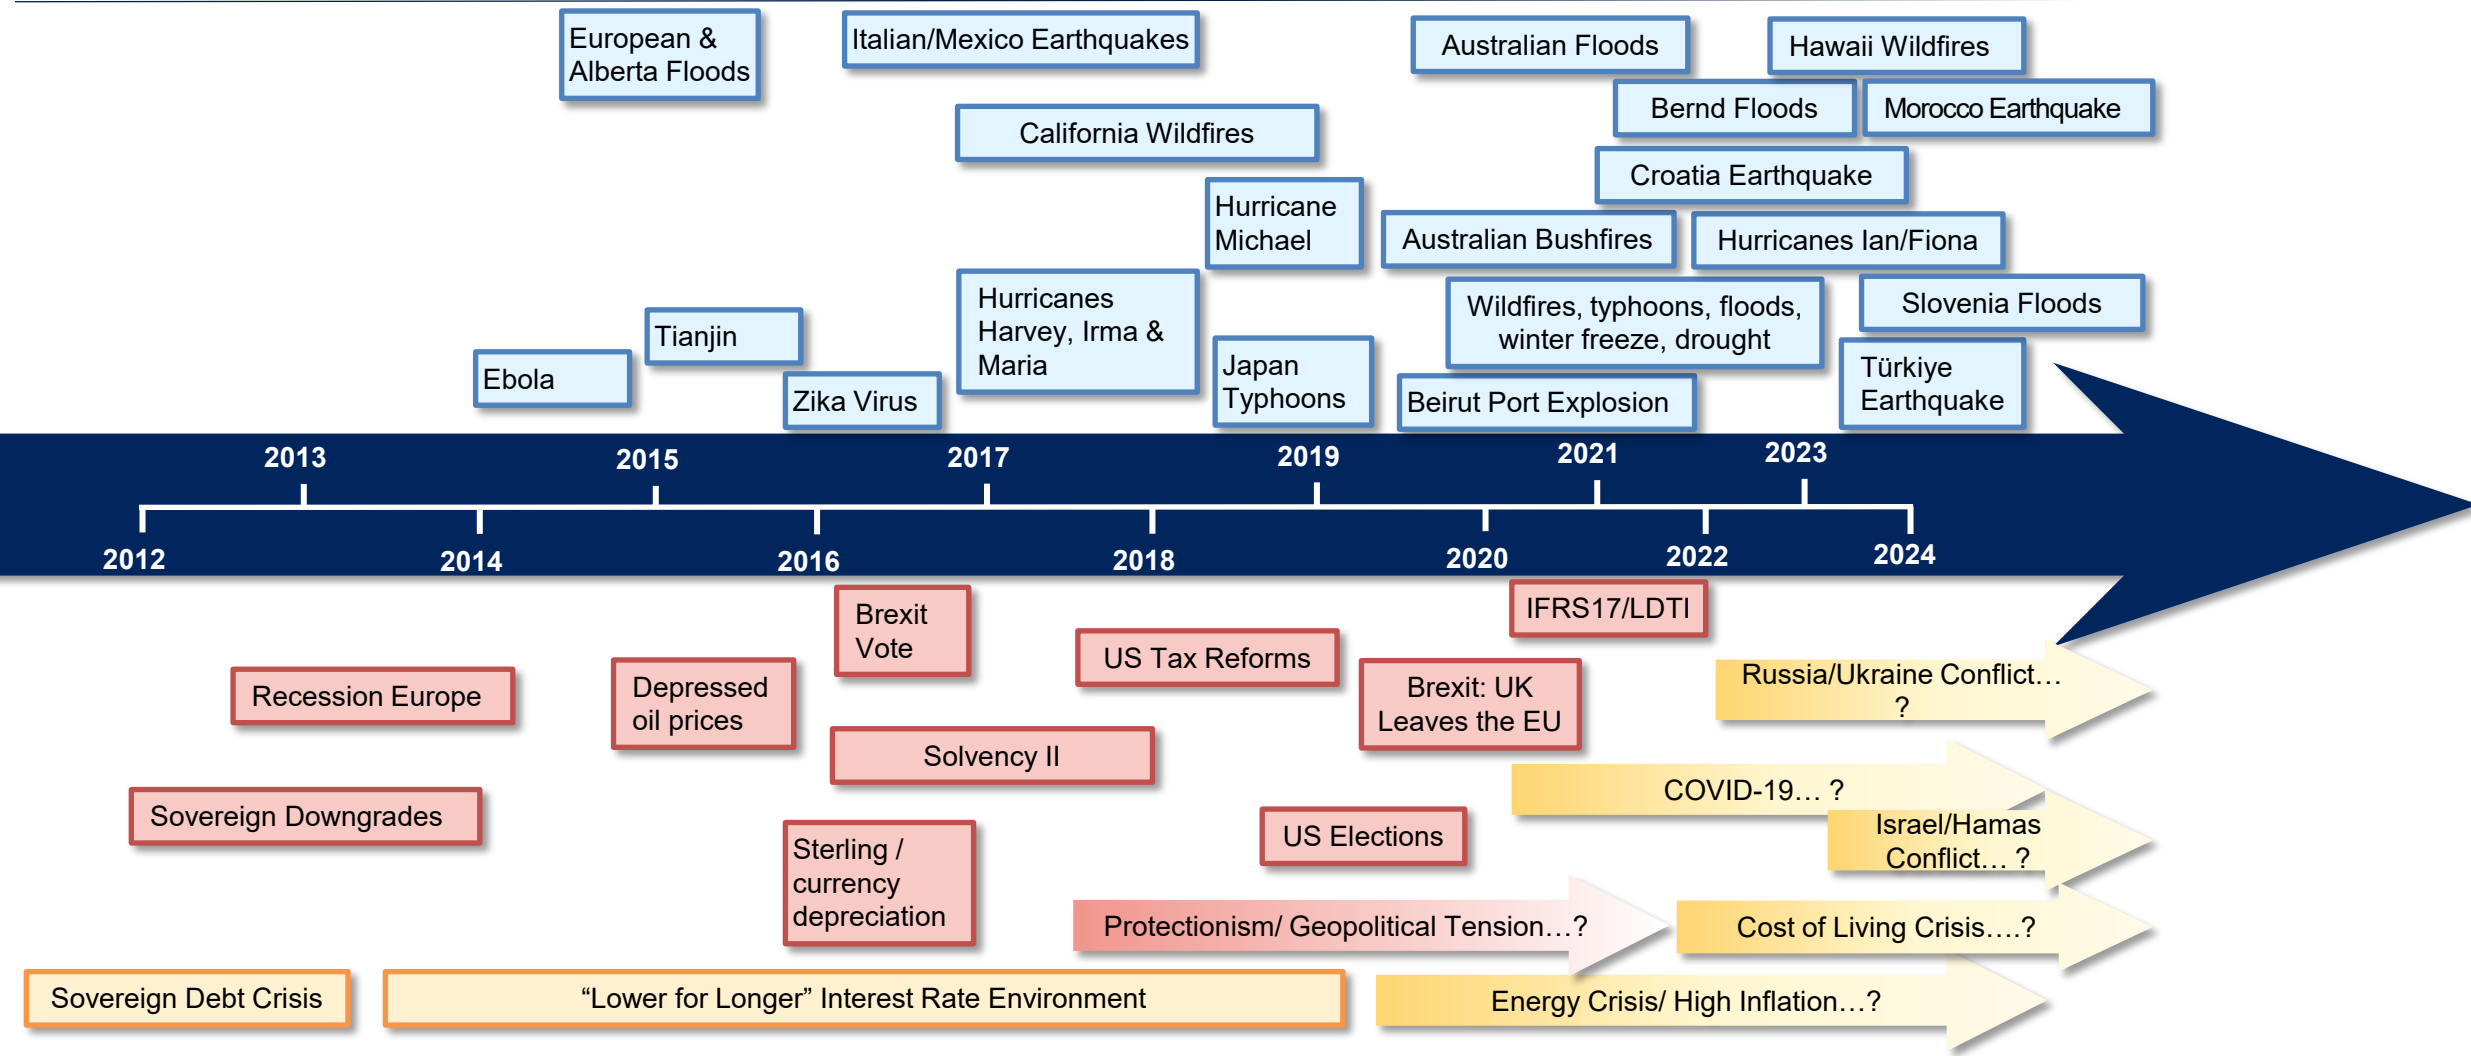 European &
Alberta Floods
Italian/Mexico Earthquakes
Australian Floods
Hawaii Wildfires
Bernd Floods
Morocco Earthquake
California Wildfires
Croatia Earthquake
Hurricane
Michael
Australian Bushfires
Hurricanes Ian/Fiona
Hurricanes
Harvey, Irma &
Maria
Wildfires, typhoons, floods,
winter freeze, drought
Slovenia Floods
Tianjin
Ebola
Zika Virus
Japan
Typhoons
Beirut Port Explosion
Türkiye
Earthquake
2013
2015
2017
2019
2021
2023
2012
2014
2016
2018
2020
2022
2024
Brexit
Vote
IFRS17/LDTI
US Tax Reforms
Recession Europe
Depressed
oil prices
Brexit: UK
Leaves the EU
Russia/Ukraine Conflict…
?
Solvency II
COVID-19… ?
Sovereign Downgrades
US Elections
Israel/Hamas
Conflict… ?
Sterling /
currency
depreciation
Protectionism/ Geopolitical Tension…?
Cost of Living Crisis….?
Sovereign Debt Crisis
“Lower for Longer” Interest Rate Environment
Energy Crisis/ High Inflation…?